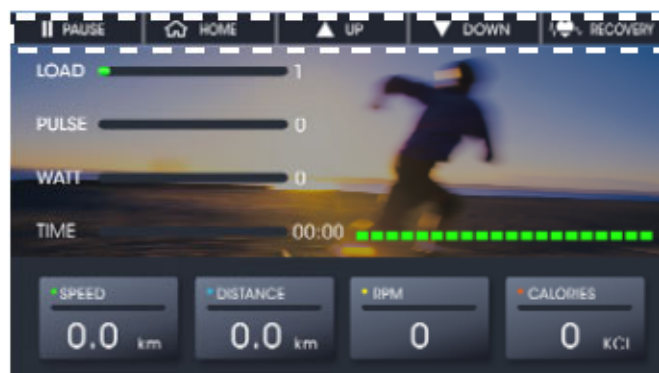 PAUSE HOME UP DOWN RECOVERY
LOAD 1
PULSE 0
WATT 0
TIME 00:00
SPEED DISTANCE RPM CALORIES
0.0 km 0.0 km 0 0 KCL